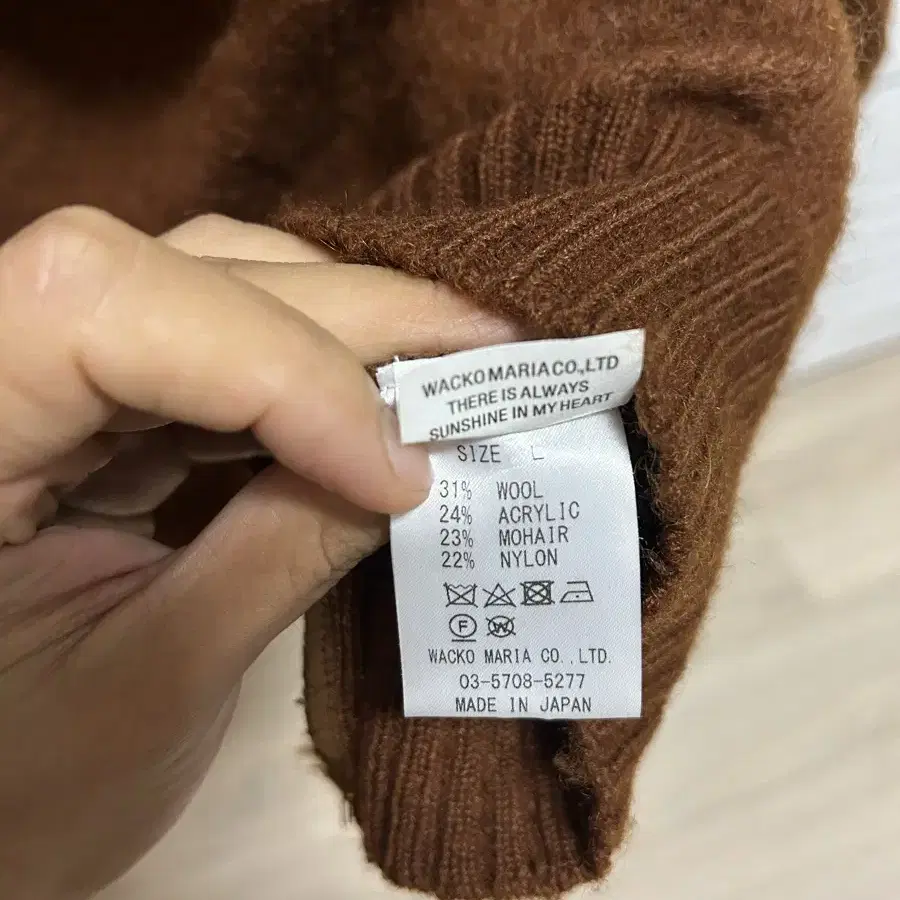 WACKO MARIA CO.,LTD
THERE IS ALWAYS
SUNSHINE IN MY HEART
SIZE L
31% WOOL
24% ACRYLIC
23% MOHAIR
22% NYLON
F W
WACKO MARIA CO.,LTD.
03-5708-5277
MADE IN JAPAN